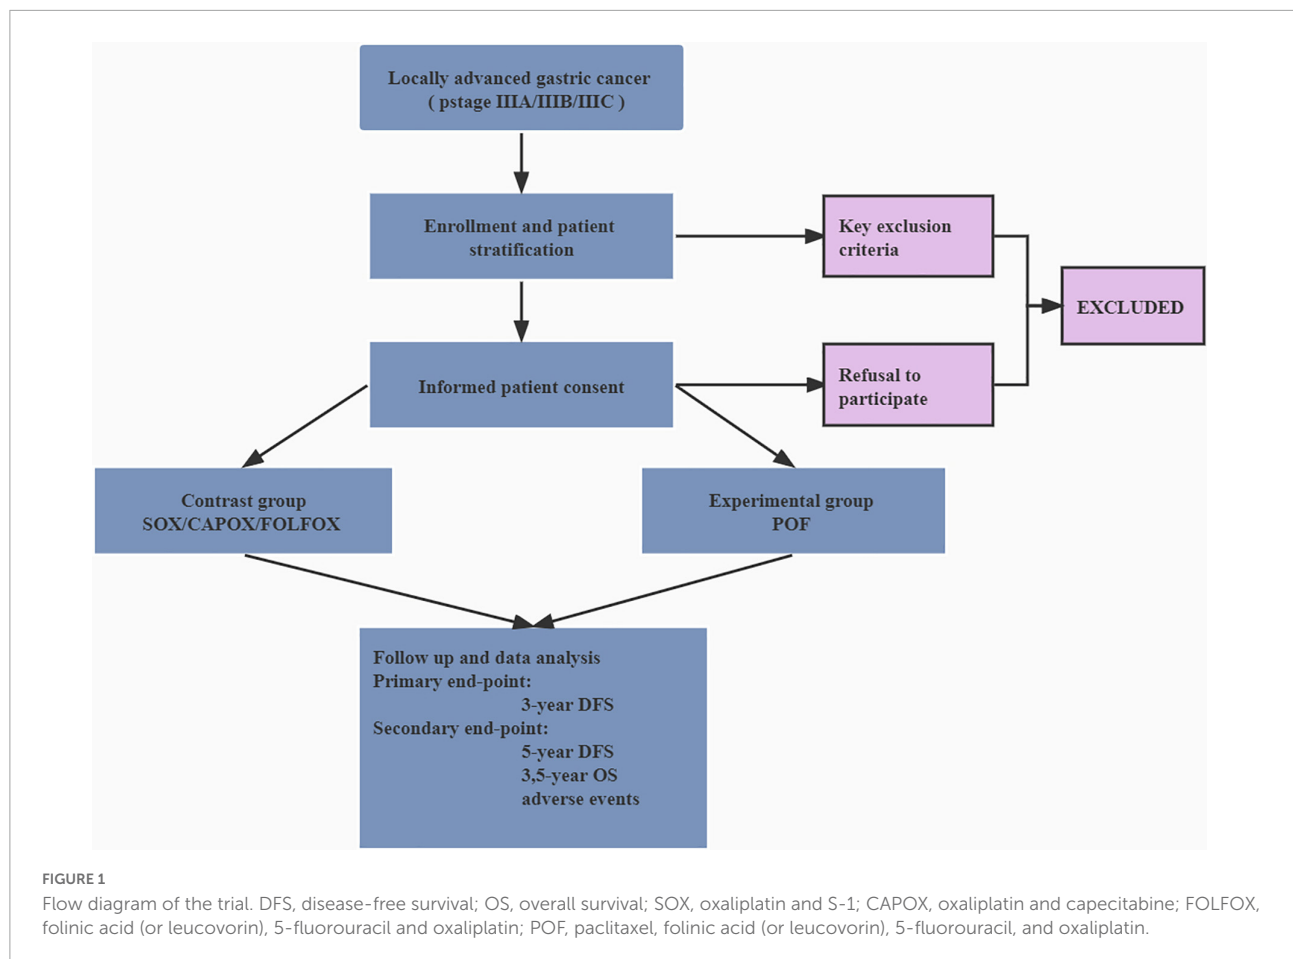 Locally advanced gastric cancer
( pstage IIIA/IIIB/IIIC )
Enrollment and patient
stratification
Key exclusion
criteria
EXCLUDED
Informed patient consent
Refusal to
participate
Contrast group
SOX/CAPOX/FOLFOX
Experimental group
POF
Follow up and data analysis
Primary end-point:
3-year DFS
Secondary end-point:
5-year DFS
3,5-year OS
adverse events
FIGURE 1
Flow diagram of the trial. DFS, disease-free survival; OS, overall survival; SOX, oxaliplatin and S-1; CAPOX, oxaliplatin and capecitabine; FOLFOX,
folinic acid (or leucovorin), 5-fluorouracil and oxaliplatin; POF, paclitaxel, folinic acid (or leucovorin), 5-fluorouracil, and oxaliplatin.